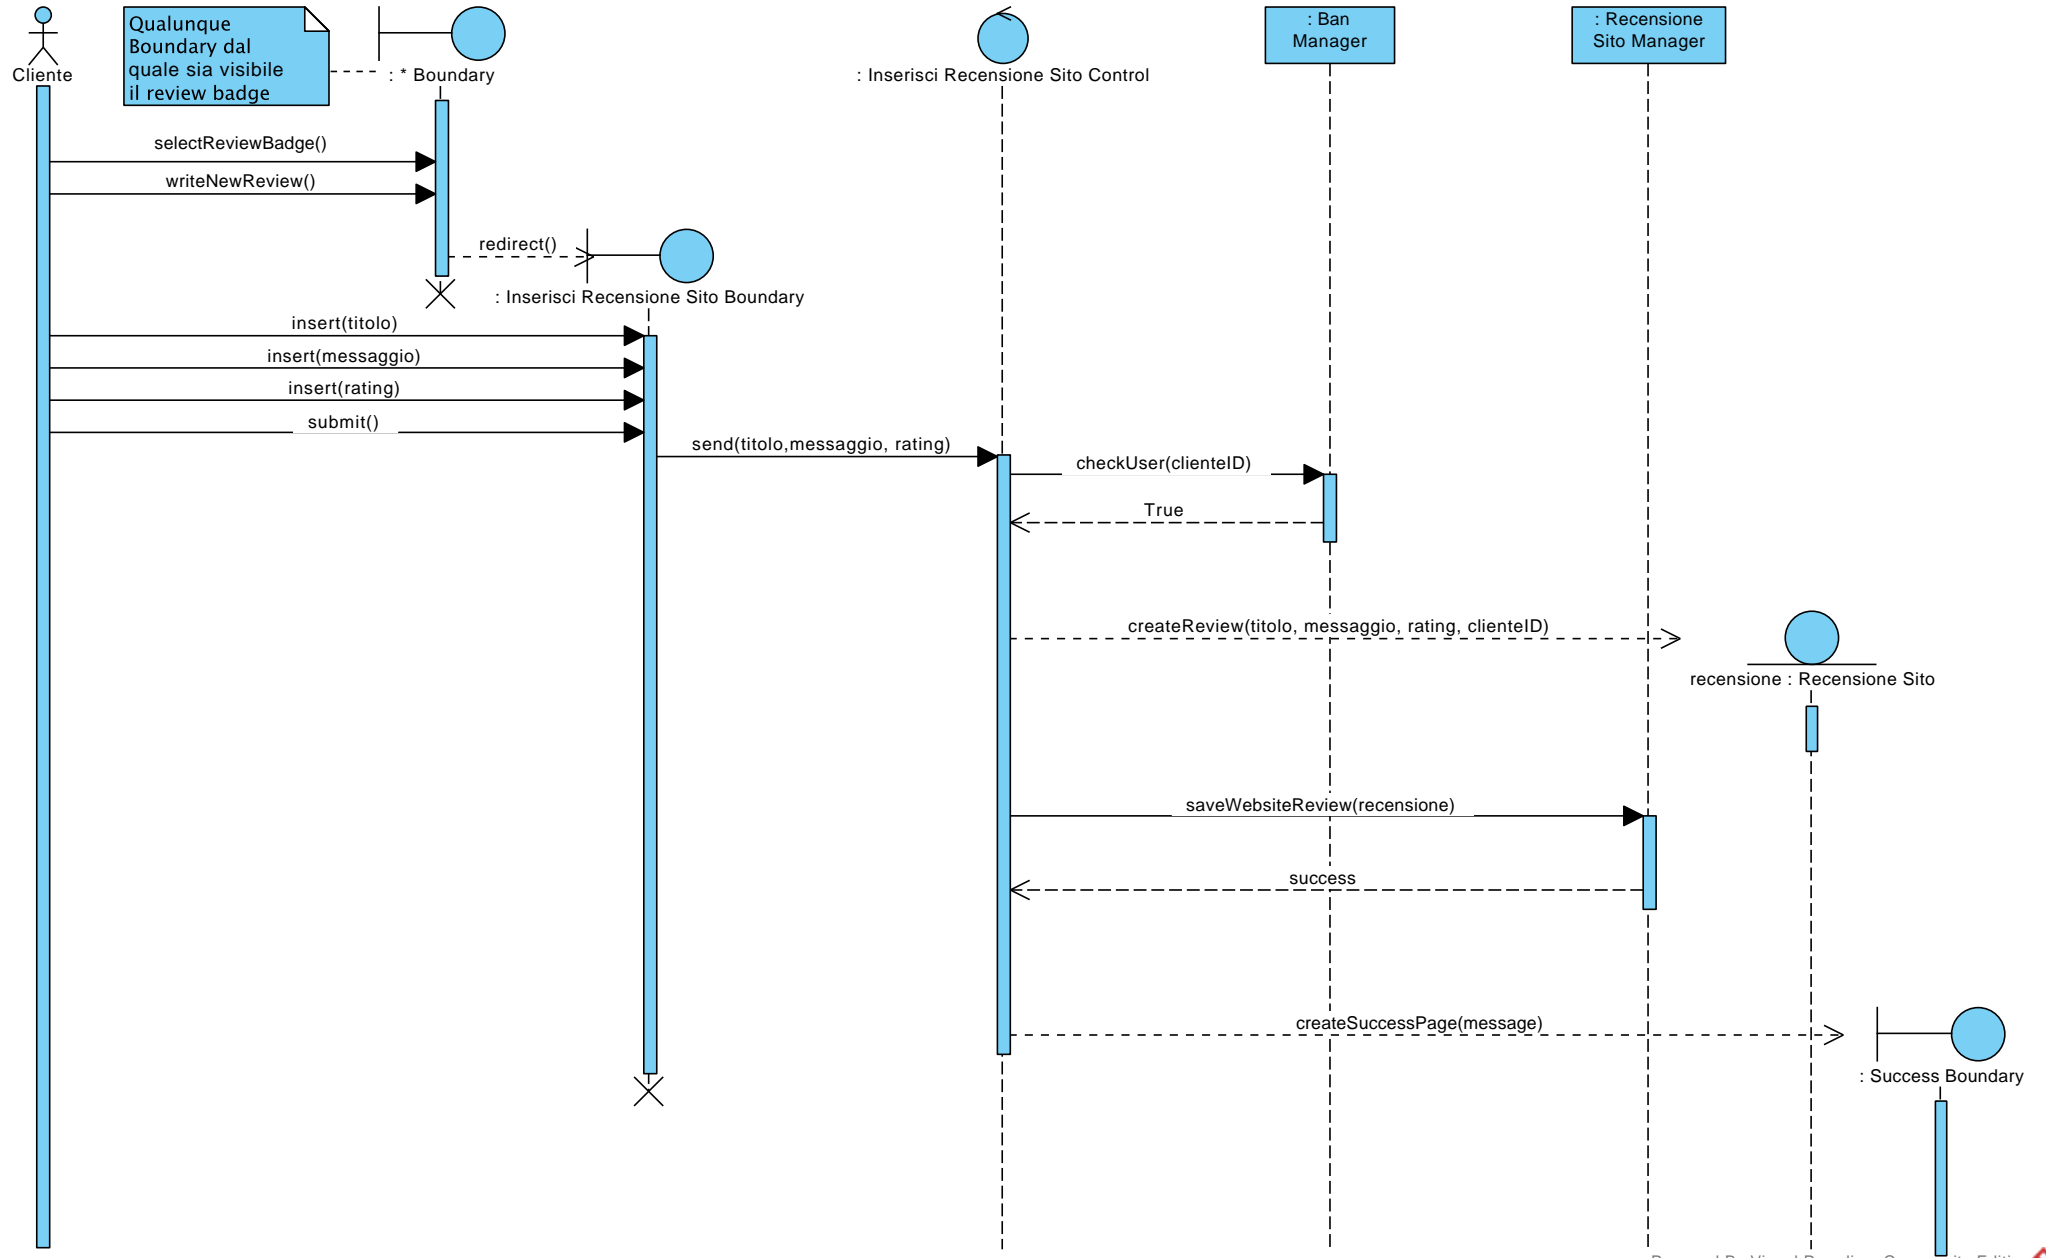 Qualunque
Boundary dal
quale sia visibile
il review badge
Cliente
: * Boundary
: Inserisci Recensione Sito Control
: Ban
Manager
: Recensione
Sito Manager
selectReviewBadge()
writeNewReview()
redirect()
: Inserisci Recensione Sito Boundary
insert(titolo)
insert(messaggio)
insert(rating)
submit()
send(titolo,messaggio, rating)
checkUser(clienteID)
True
createReview(titolo, messaggio, rating, clienteID)
recensione : Recensione Sito
saveWebsiteReview(recensione)
success
createSuccessPage(message)
: Success Boundary